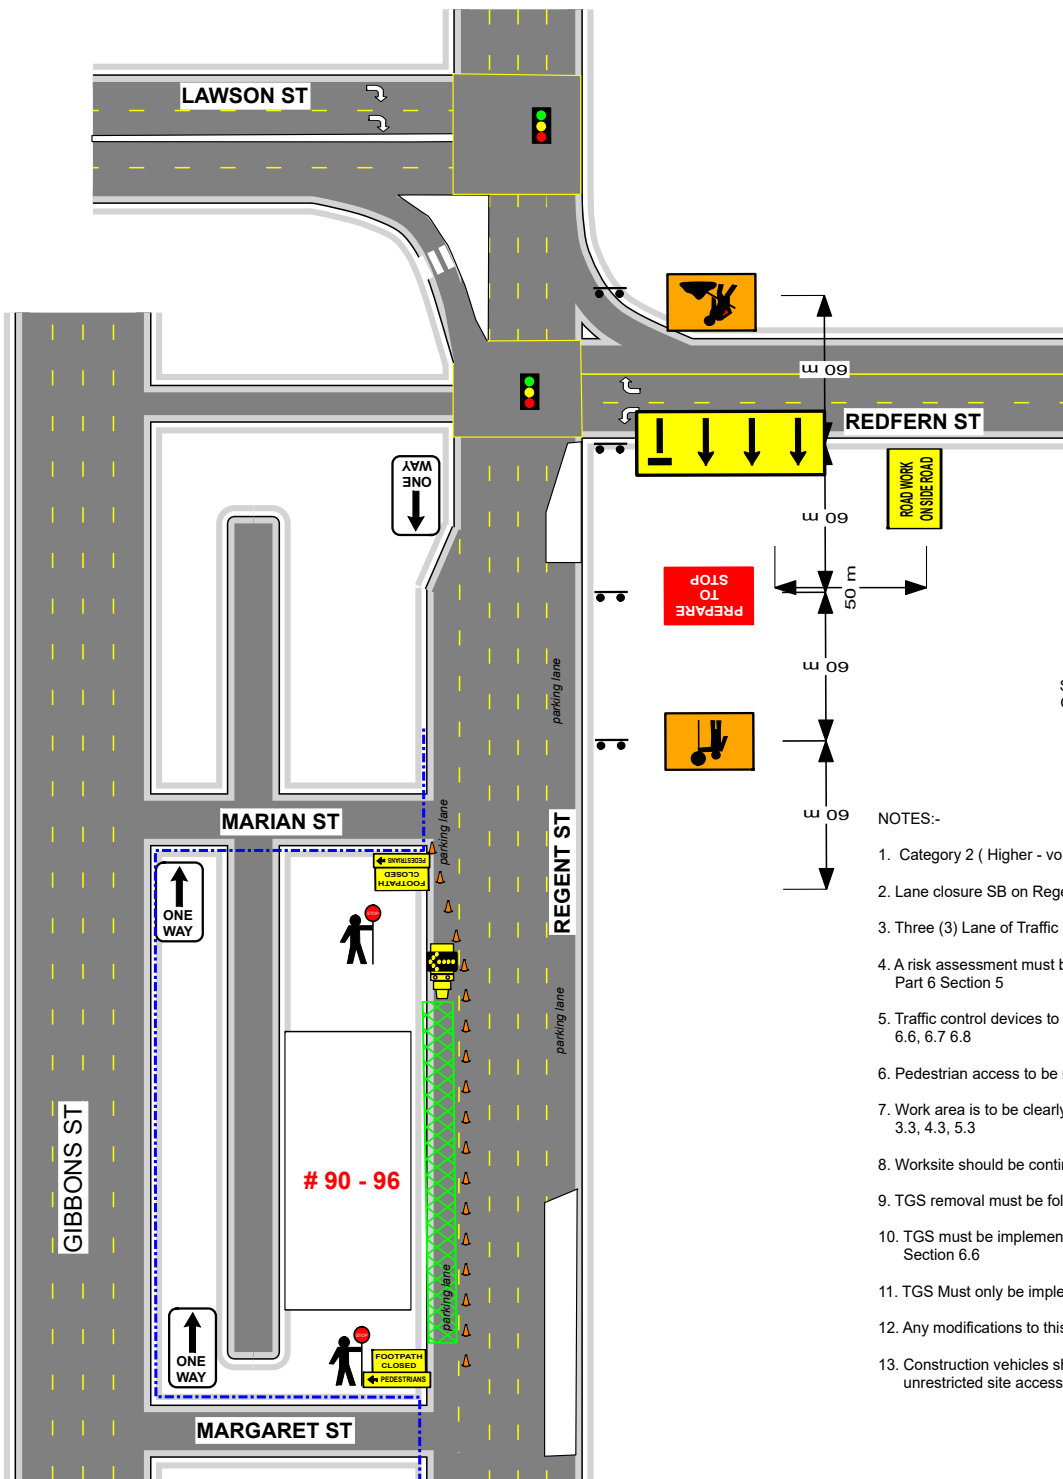 LAWSON ST
60 m
REDFERN ST
ONE
WAY
ROAD WORK
ON SIDE ROAD
60 m
PREPARE
TO
STOP
50 m
60 m
parking lane
60 m
MARIAN ST
parking lane
REGENT ST
PEDESTRIANS
FOOTPATH
CLOSED
ONE
WAY
STOP
parking lane
GIBBONS ST
# 90 - 96
parking lane
ONE
WAY
STOP
FOOTPATH
CLOSED
PEDESTRIANS
MARGARET ST
NOTES:-
1. Category 2 ( Higher - vo
2. Lane closure SB on Rege
3. Three (3) Lane of Traffic
4. A risk assessment must b
Part 6 Section 5
5. Traffic control devices to
6.6, 6.7 6.8
6. Pedestrian access to be
7. Work area is to be clearly
3.3, 4.3, 5.3
8. Worksite should be conti
9. TGS removal must be fol
10. TGS must be implemen
Section 6.6
11. TGS Must only be imple
12. Any modifications to this
13. Construction vehicles sh
unrestricted site access